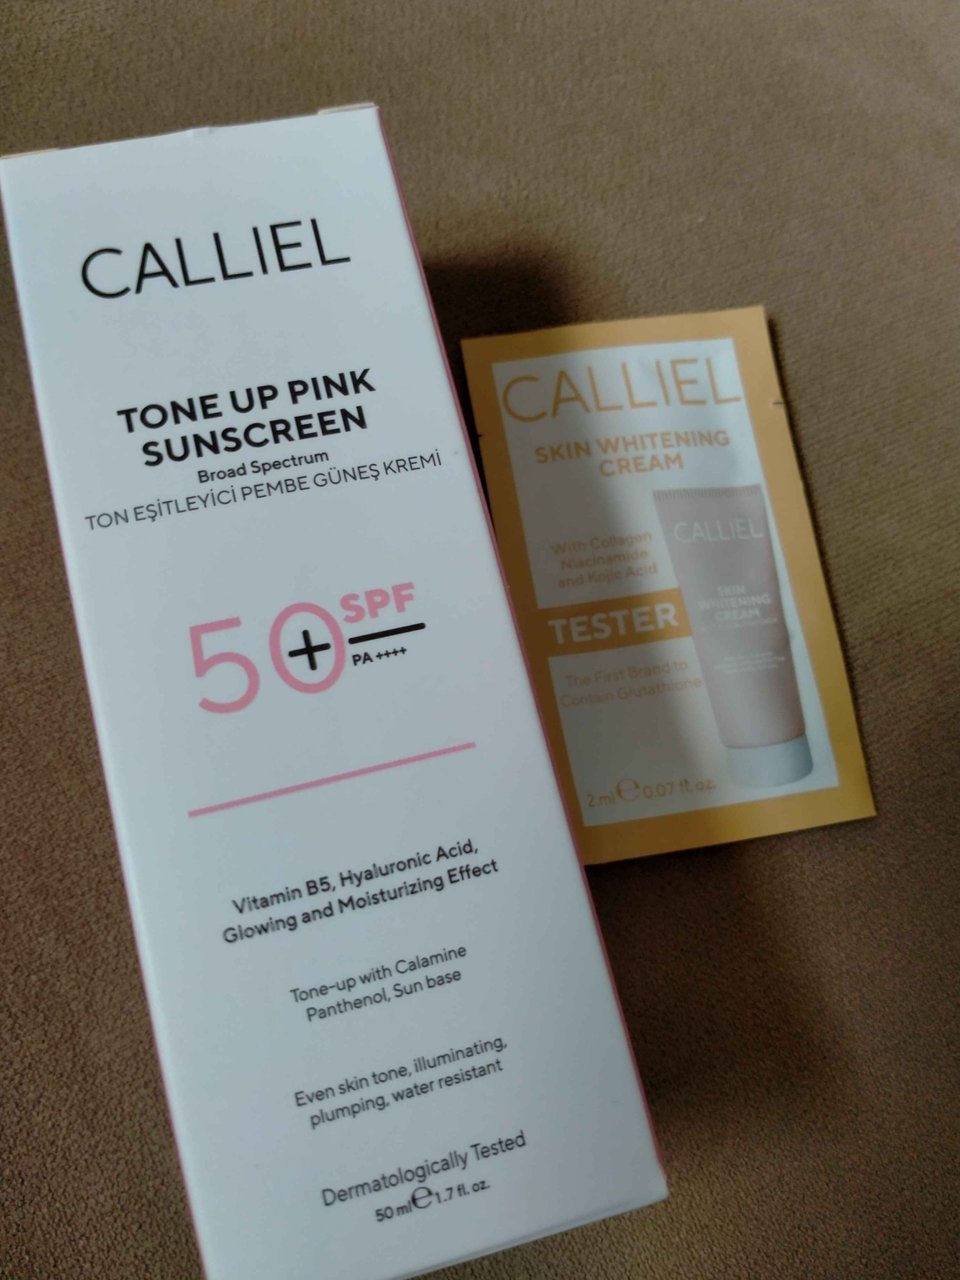 CALLIEL
TONE UP PINK
SUNSCREEN
Broad Spectrum
TON EŞİTLEYİCİ PEMBE GÜNEŞ KREMİ
50+
SPF
PA ++++
Vitamin B5, Hyaluronic Acid,
Glowing and Moisturizing Effect
Tone-up with Calamine
Panthenol, Sun base
Even skin tone, illuminating,
plumping, water resistant
Dermatologically Tested
50 ml ℮ 1.7 fl. oz.
CALLIEL
SKIN WHITENING
CREAM
With Collagen
Niacinamide
and Kojic Acid
TESTER
The First Brand to
Contain Glutathione
2 ml ℮ 0.07 fl. oz.
CALLIEL
SKIN
WHITENING
CREAM